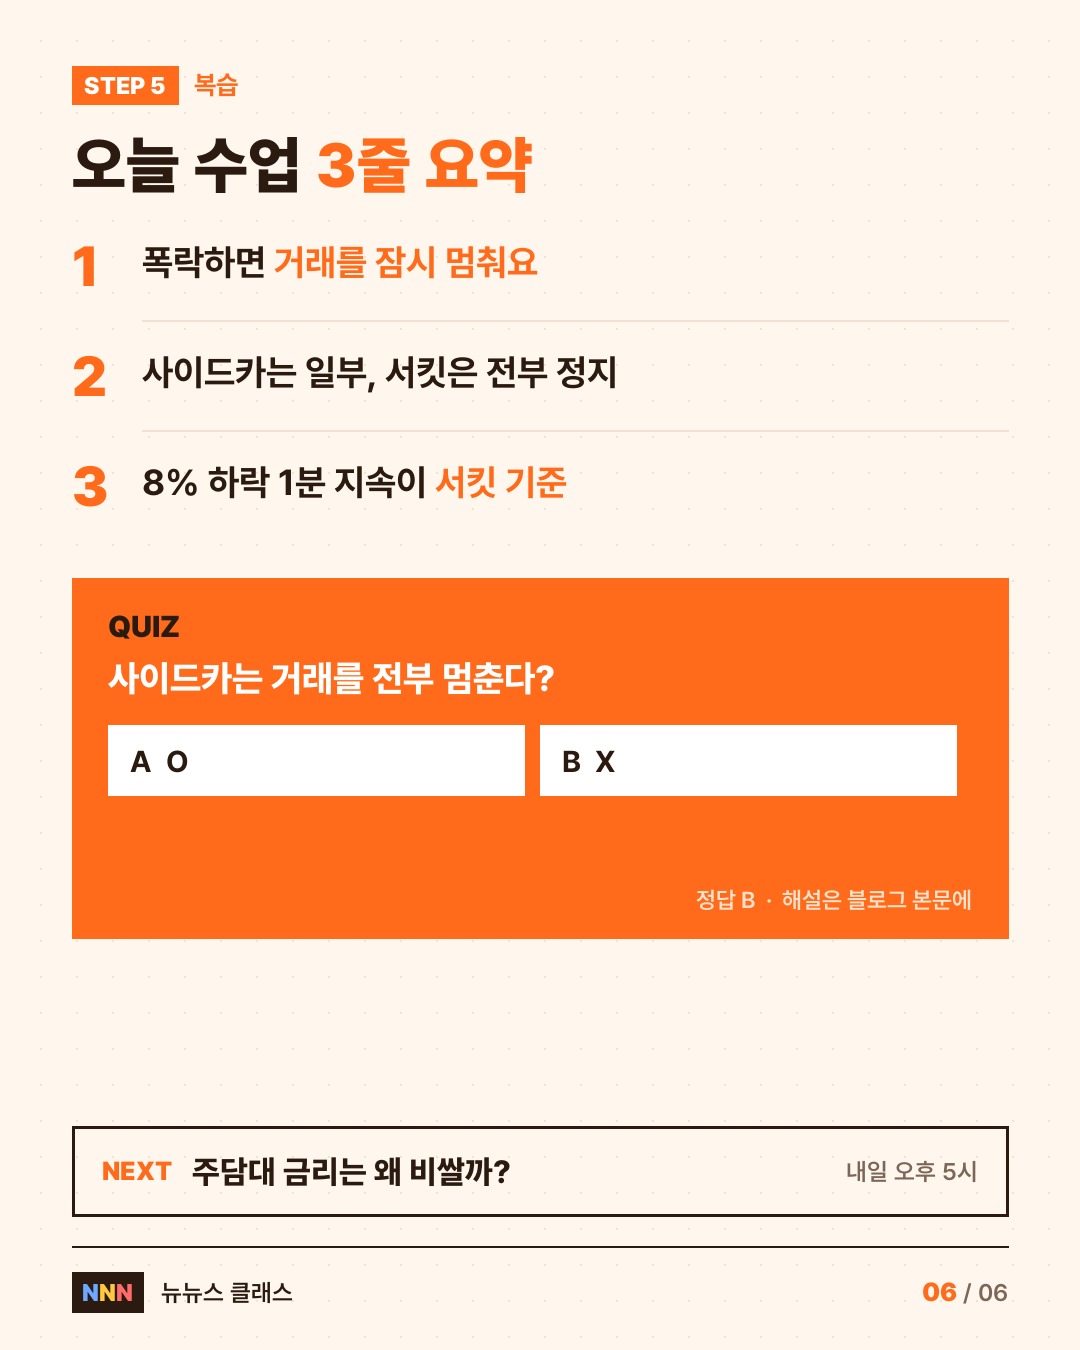 STEP 5 복습
오늘 수업 3줄 요약
1 폭락하면 거래를 잠시 멈춰요
2 사이드카는 일부, 서킷은 전부 정지
3 8% 하락 1분 지속이 서킷 기준
QUIZ
사이드카는 거래를 전부 멈춘다?
A O B X
정답 B · 해설은 블로그 본문에
NEXT 주담대 금리는 왜 비쌀까? 내일 오후 5시
NNN 뉴뉴스 클래스 06 / 06